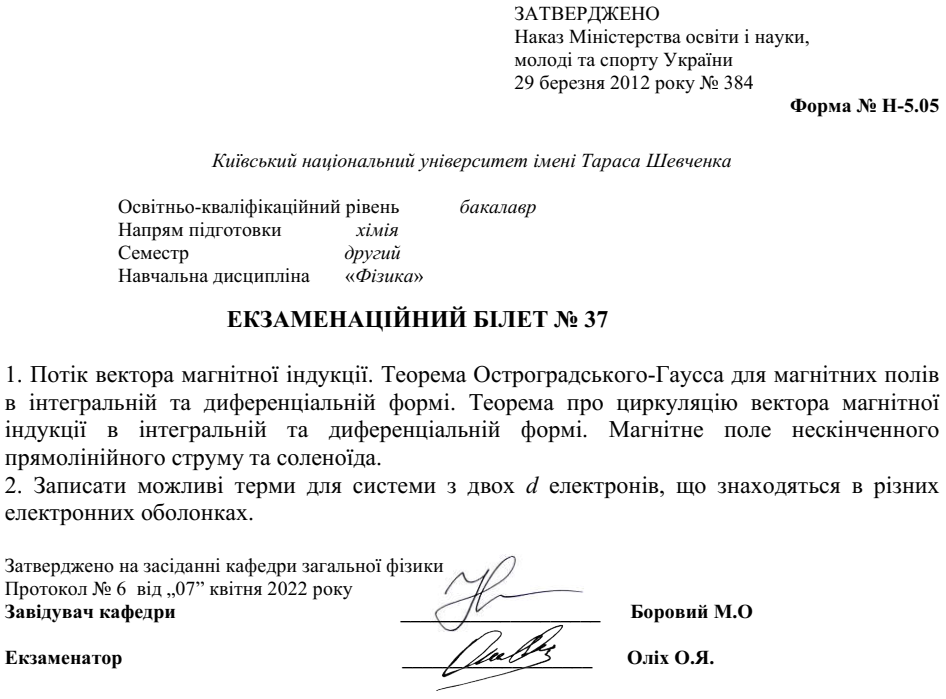 ЗАТВЕРДЖЕНО
Наказ Міністерства освіти і науки,
молоді та спорту України
29 березня 2012 року № 384
Форма № Н-5.05
Київський національний університет імені Тараса Шевченка
Освітньо-кваліфікаційний рівень бакалавр
Напрям підготовки хімія
Семестр другий
Навчальна дисципліна «Фізика»
ЕКЗАМЕНАЦІЙНИЙ БІЛЕТ № 37
1. Потік вектора магнітної індукції. Теорема Остроградського-Гаусса для магнітних полів
в інтегральній та диференціальній формі. Теорема про циркуляцію вектора магнітної
індукції в інтегральній та диференціальній формі. Магнітне поле нескінченного
прямолінійного струму та соленоїда.
2. Записати можливі терми для системи з двох d електронів, що знаходяться в різних
електронних оболонках.
Затверджено на засіданні кафедри загальної фізики
Протокол № 6 від „07” квітня 2022 року
Завідувач кафедри Боровий М.О
Екзаменатор Оліх О.Я.